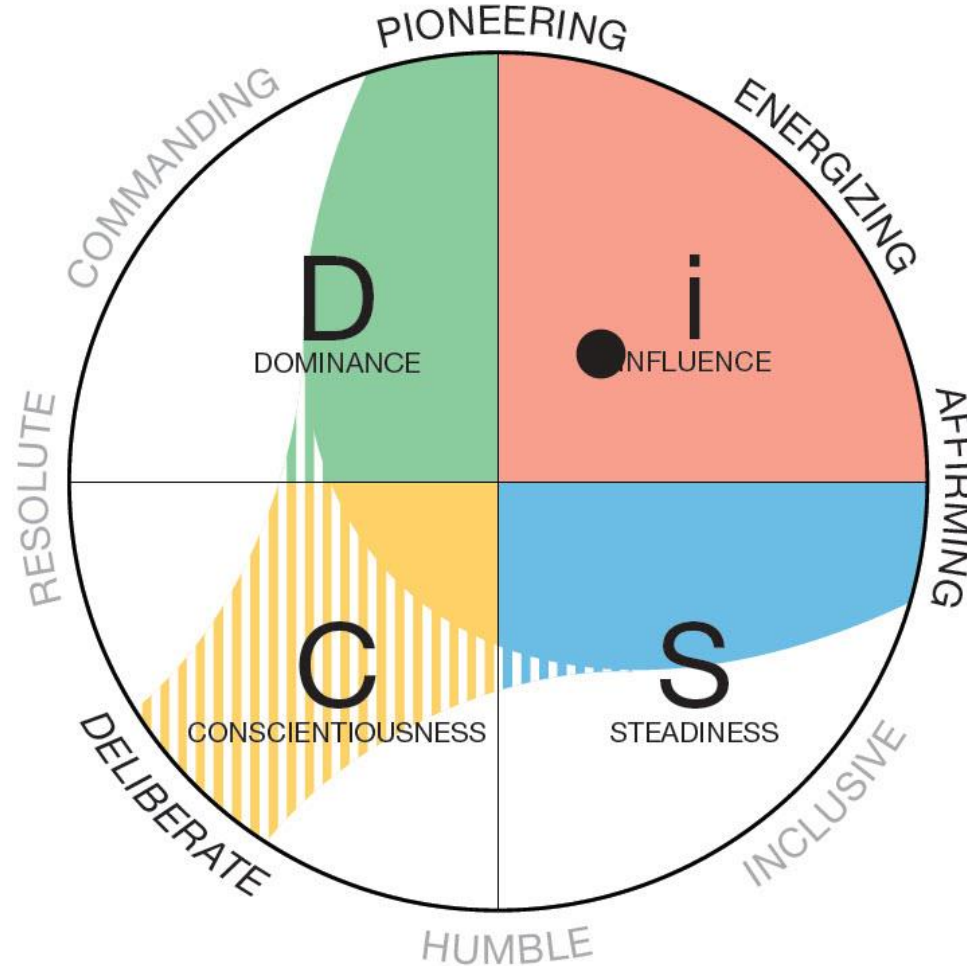 PIONEERING
COMMANDING
ENERGIZING
D
DOMINANCE
i
INFLUENCE
RESOLUTE
AFFIRMING
C
CONSCIENTIOUSNESS
S
STEADINESS
DELIBERATE
INCLUSIVE
HUMBLE